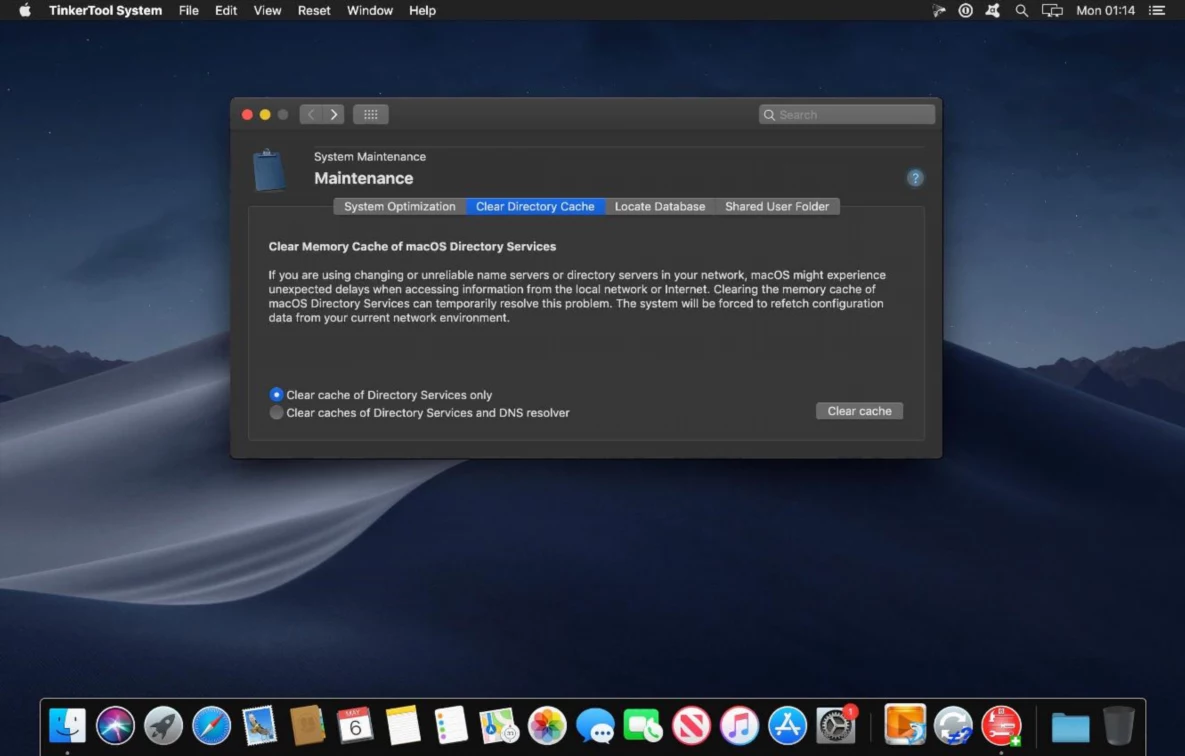 TinkerTool System File Edit View Reset Window Help Mon 01:14
Search
System Maintenance
Maintenance
?
System Optimization Clear Directory Cache Locate Database Shared User Folder
Clear Memory Cache of macOS Directory Services
If you are using changing or unreliable name servers or directory servers in your network, macOS might experience
unexpected delays when accessing information from the local network or Internet. Clearing the memory cache of
macOS Directory Services can temporarily resolve this problem. The system will be forced to refetch configuration
data from your current network environment.
Clear cache of Directory Services only
Clear caches of Directory Services and DNS resolver
Clear cache
MAY
6
1